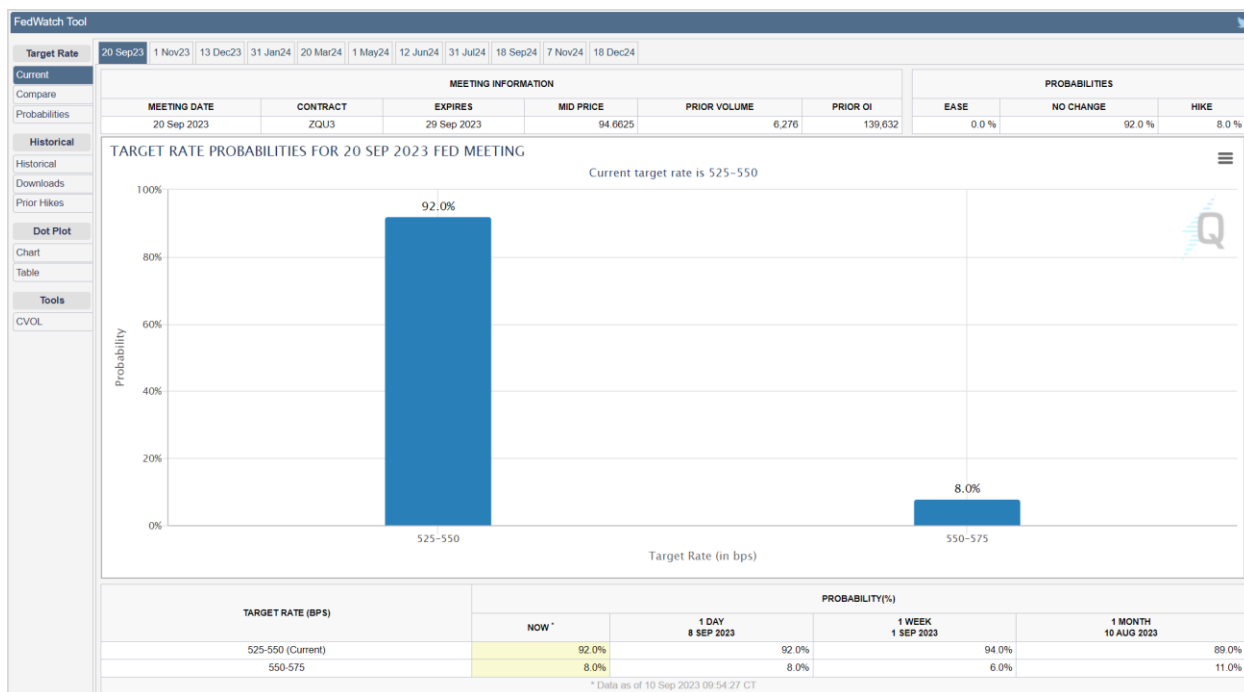 FedWatch Tool
Target Rate
Current
Compare
Probabilities
Historical
Historical
Downloads
Prior Hikes
Dot Plot
Chart
Table
Tools
CVOL
20 Sep23 1 Nov23 13 Dec23 31 Jan24 20 Mar24 1 May24 12 Jun24 31 Jul24 18 Sep24 7 Nov24 18 Dec24
MEETING INFORMATION
MEETING DATE CONTRACT EXPIRES MID PRICE PRIOR VOLUME PRIOR OI
20 Sep 2023 ZQU3 29 Sep 2023 94.6625 6,276 139,632
PROBABILITIES
EASE NO CHANGE HIKE
0.0 % 92.0 % 8.0 %
TARGET RATE PROBABILITIES FOR 20 SEP 2023 FED MEETING
Current target rate is 525-550
Q
Probability
100%
80%
60%
40%
20%
0%
92.0%
8.0%
525-550 550-575
Target Rate (in bps)
TARGET RATE (BPS) PROBABILITY(%)
NOW * 1 DAY 1 WEEK 1 MONTH
8 SEP 2023 1 SEP 2023 10 AUG 2023
525-550 (Current) 92.0% 92.0% 94.0% 89.0%
550-575 8.0% 8.0% 6.0% 11.0%
* Data as of 10 Sep 2023 09:54:27 CT